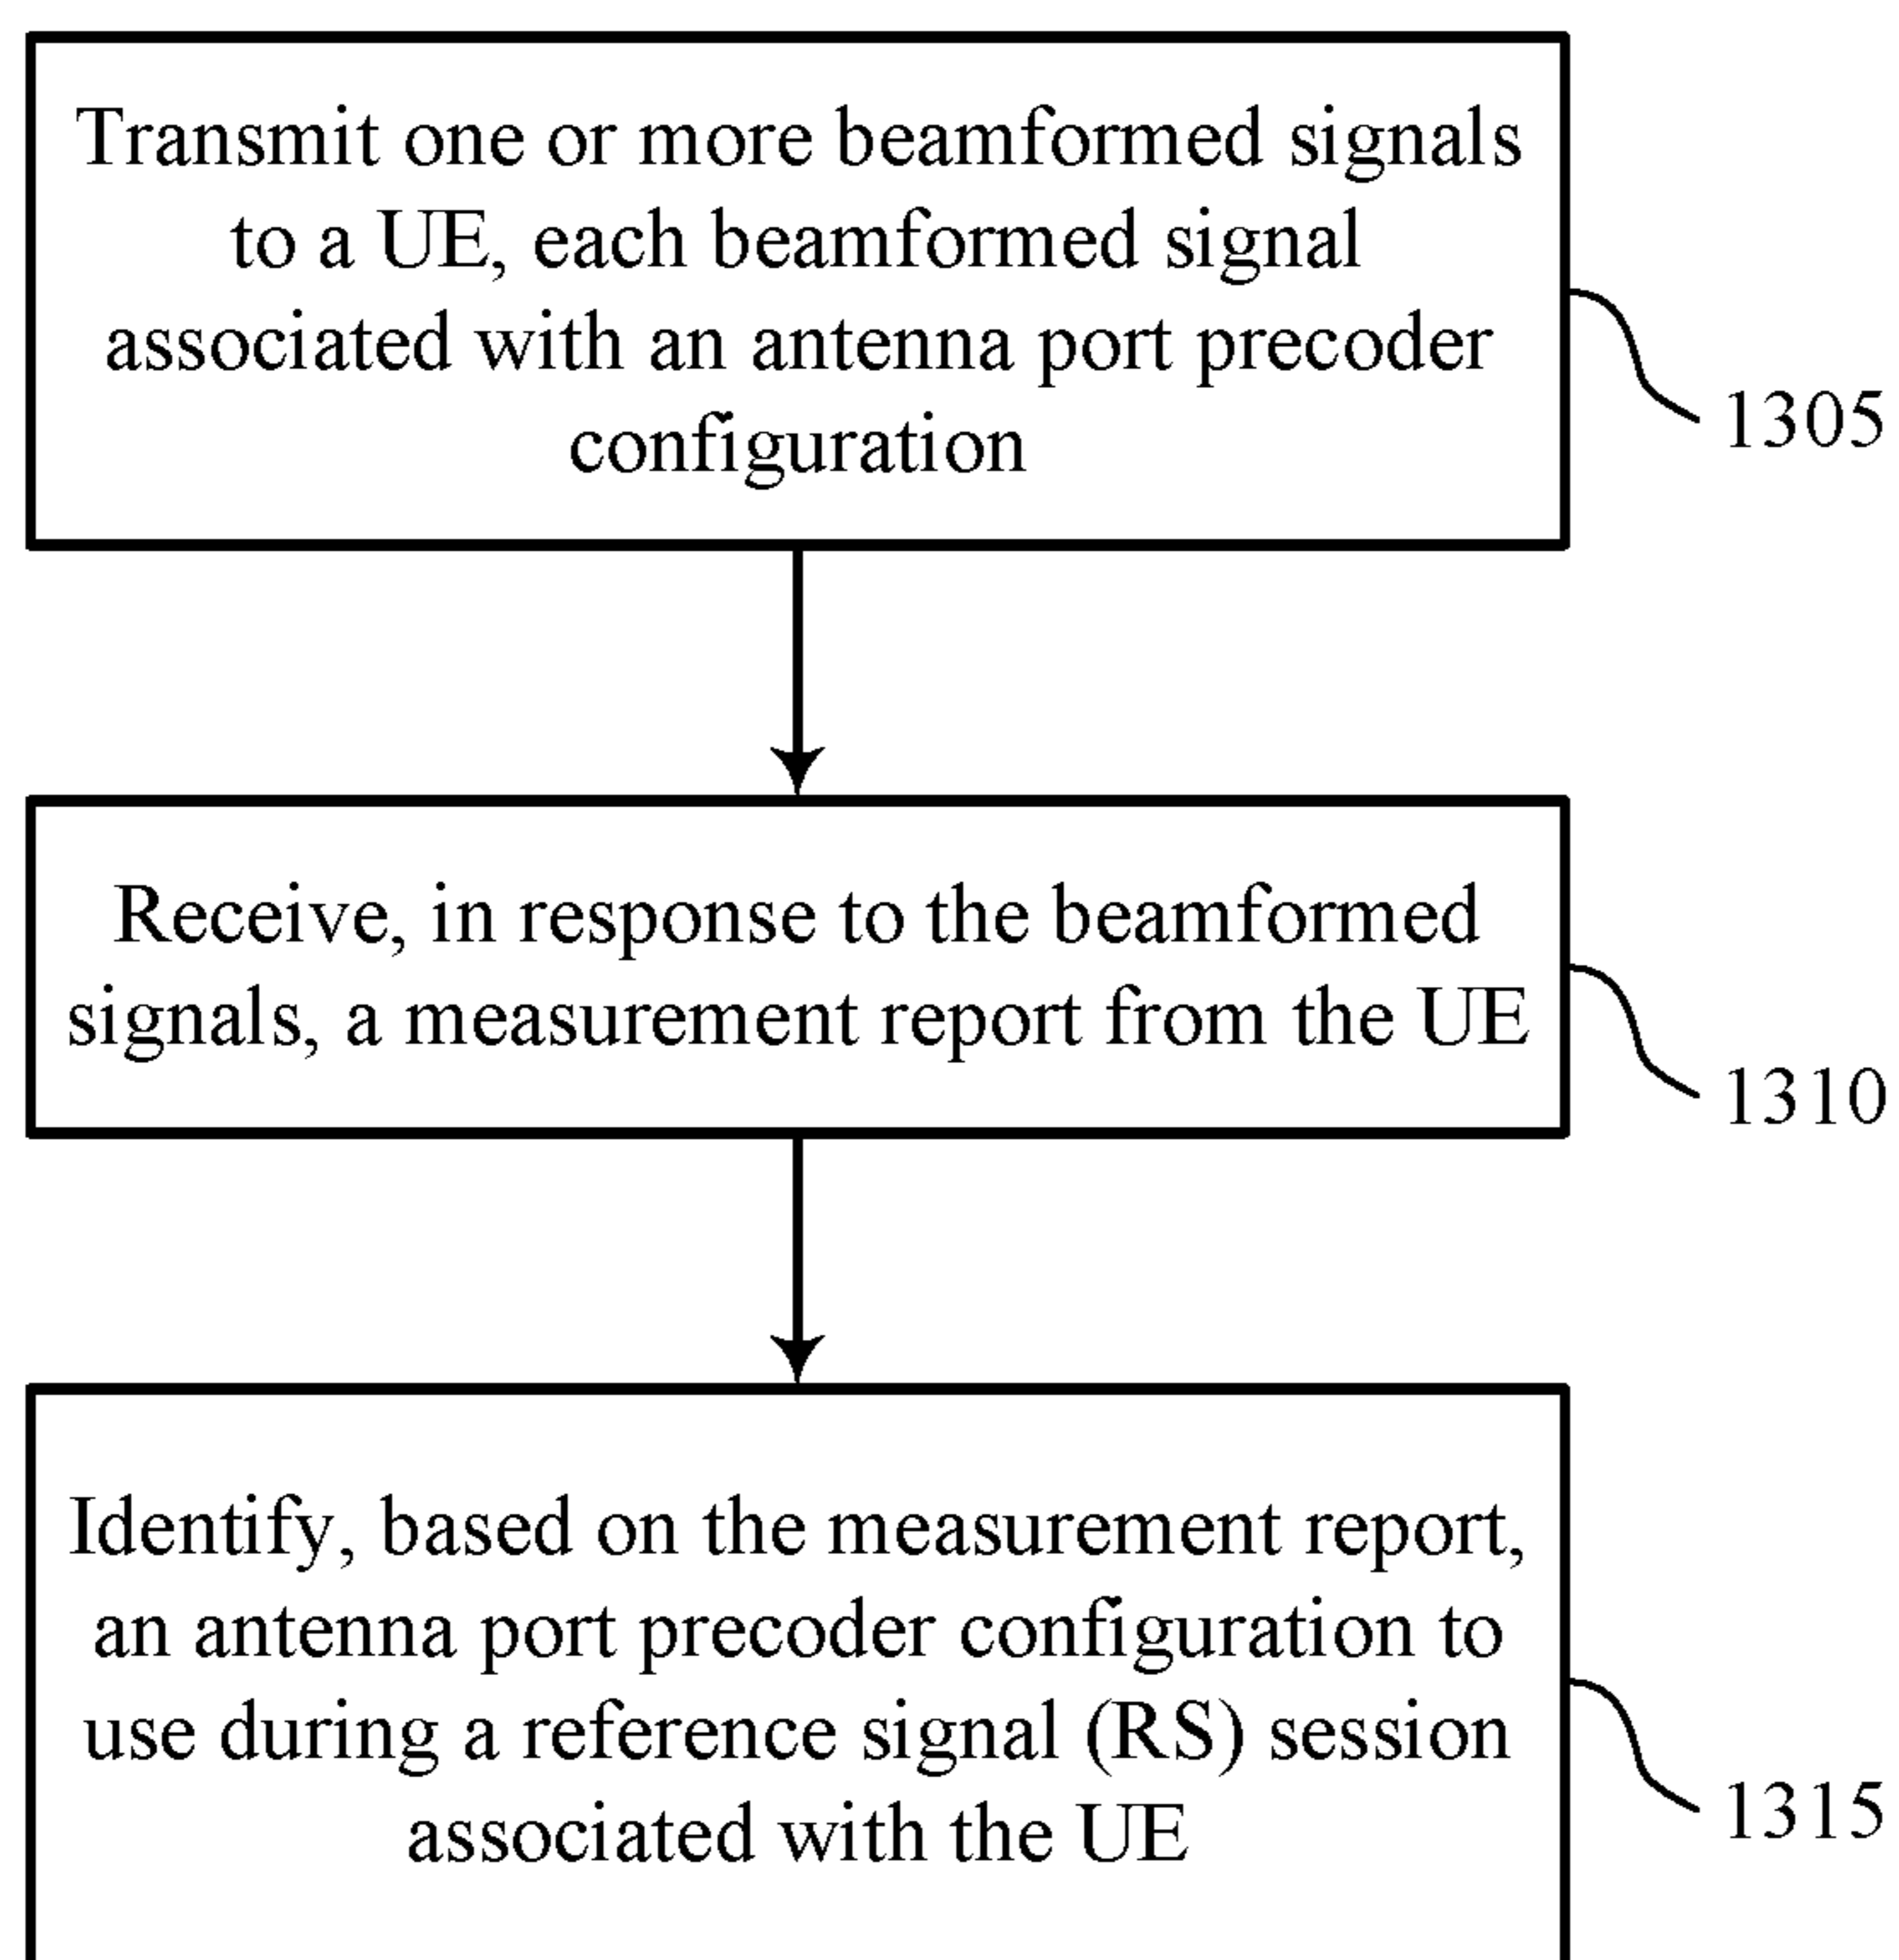 Transmit one or more beamformed signals
to a UE, each beamformed signal
associated with an antenna port precoder
configuration
1305
Receive, in response to the beamformed
signals, a measurement report from the UE
1310
Identify, based on the measurement report,
an antenna port precoder configuration to
use during a reference signal (RS) session
associated with the UE
1315